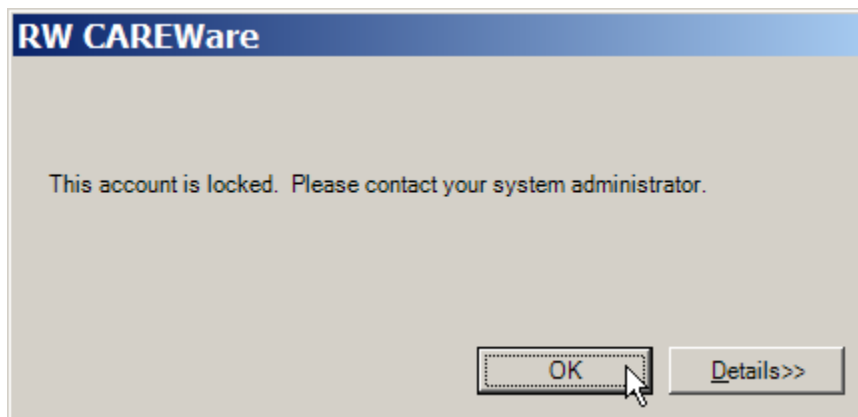 RW CAREWare
This account is locked.  Please contact your system administrator.
OK
Details>>